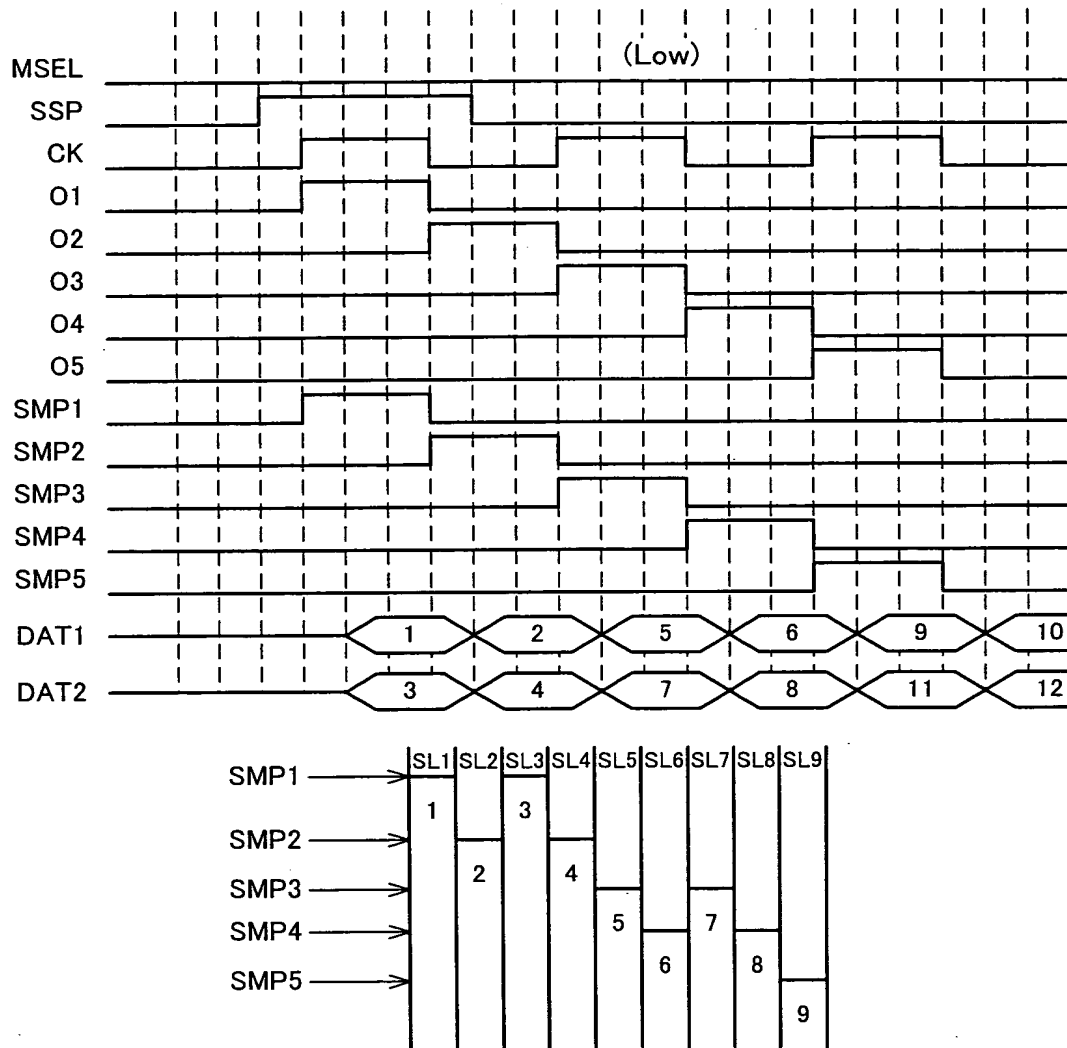 (Low)
MSEL
SSP
CK
O1
O2
O3
O4
O5
SMP1
SMP2
SMP3
SMP4
SMP5
DAT1 1 2 5 6 9 10
DAT2 3 4 7 8 11 12
SL1 SL2 SL3 SL4 SL5 SL6 SL7 SL8 SL9
SMP1
1 3
SMP2
2 4
SMP3
5 7
SMP4
6 8
SMP5
9